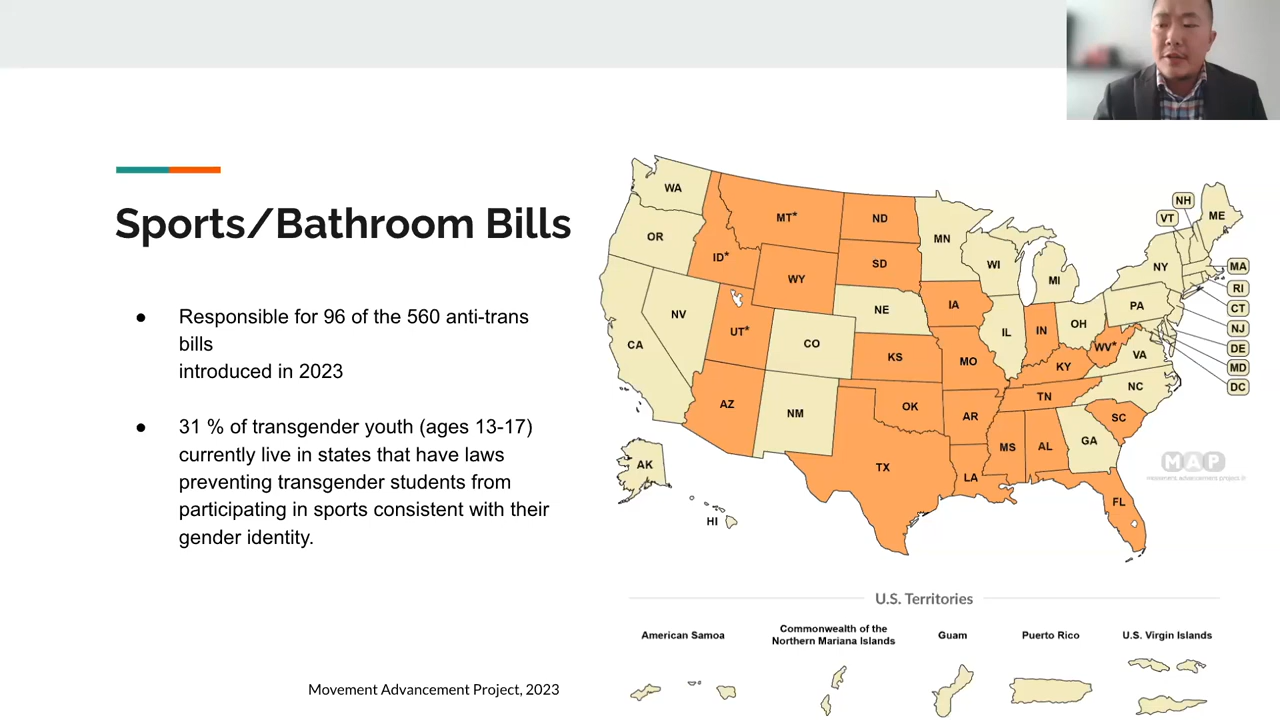 Sports/Bathroom Bills
● Responsible for 96 of the 560 anti-trans
bills
introduced in 2023
● 31 % of transgender youth (ages 13-17)
currently live in states that have laws
preventing transgender students from
participating in sports consistent with their
gender identity.
Movement Advancement Project, 2023
WA
MT*
ND
MN
OR
ID*
SD
WI
MI
NH
VT
ME
NY
MA
RI
CT
NJ
DE
MD
DC
WY
IA
NE
NV
UT*
CO
CA
KS
MO
IL
IN
OH
PA
WV*
VA
KY
NC
AZ
NM
OK
AR
TN
SC
MS
AL
GA
TX
LA
FL
AK
HI
MAP
movement advancement project
U.S. Territories
American Samoa
Commonwealth of the
Northern Mariana Islands
Guam
Puerto Rico
U.S. Virgin Islands